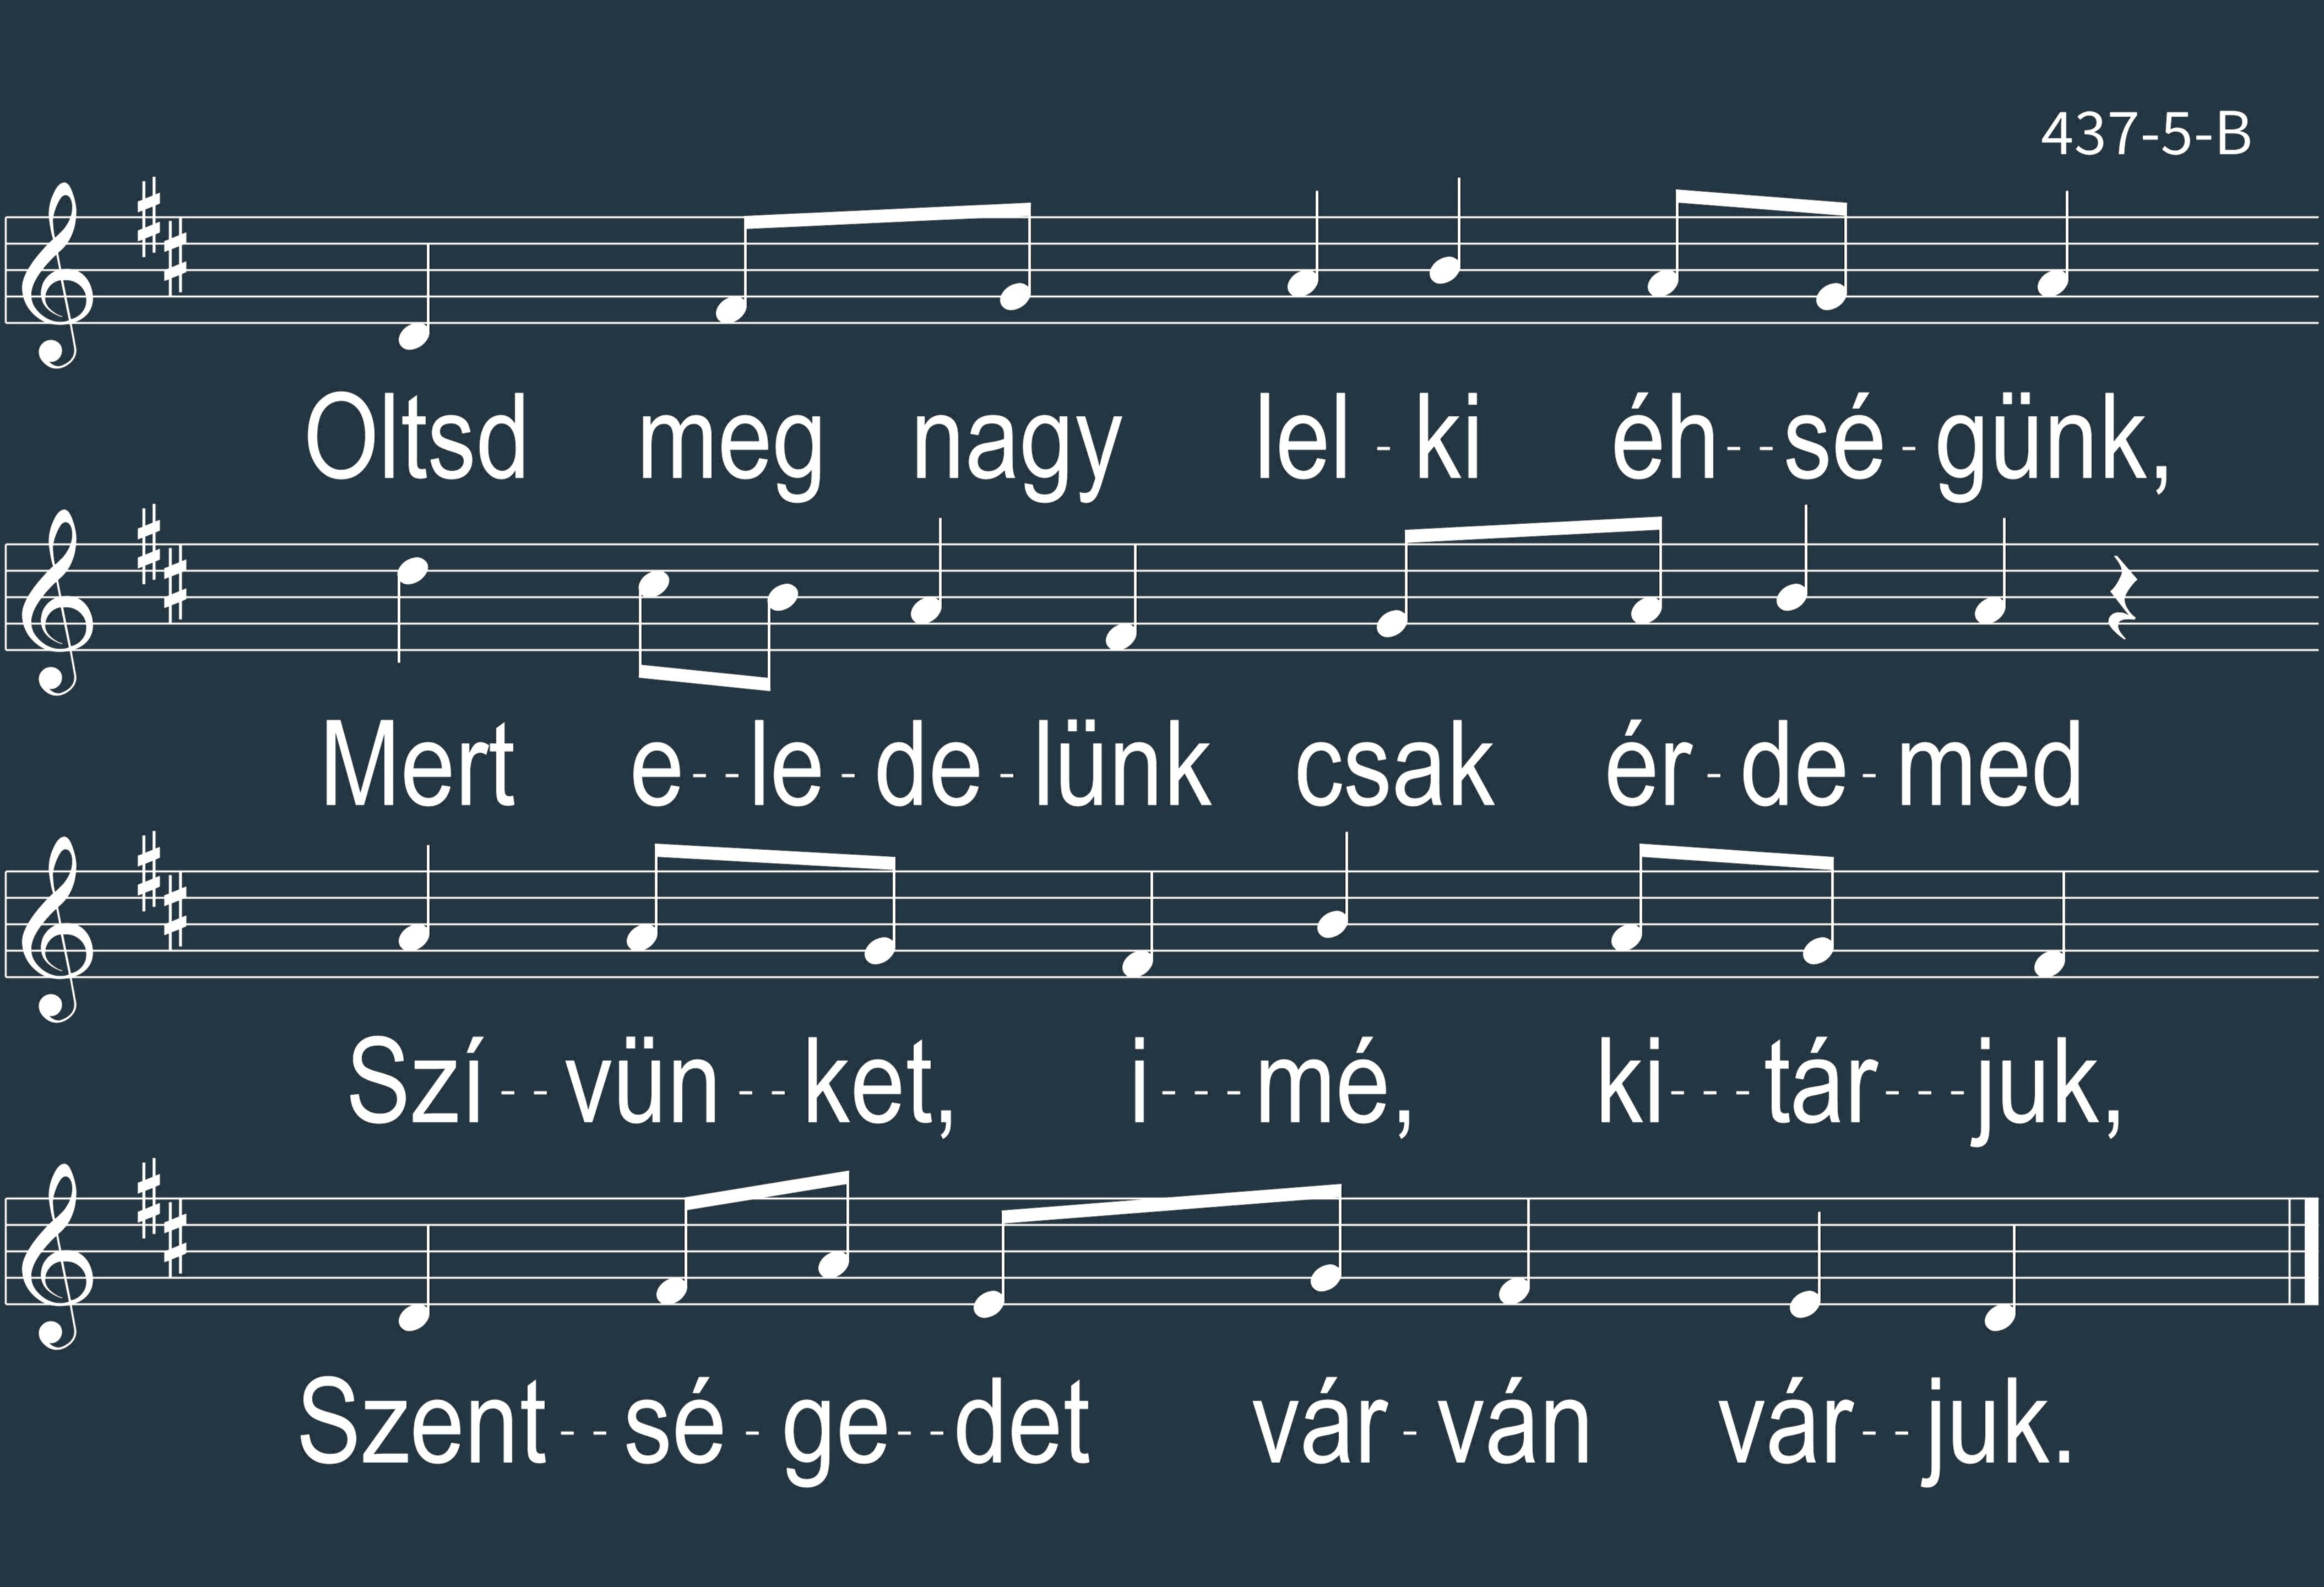 437-5-B
Oltsd meg nagy lel-ki éh--sé-günk,
Mert e--le-de-lünk csak ér-de-med
Szí--vün--ket, i---mé, ki---tár---juk,
Szent--sé-ge--det vár-ván vár--juk.